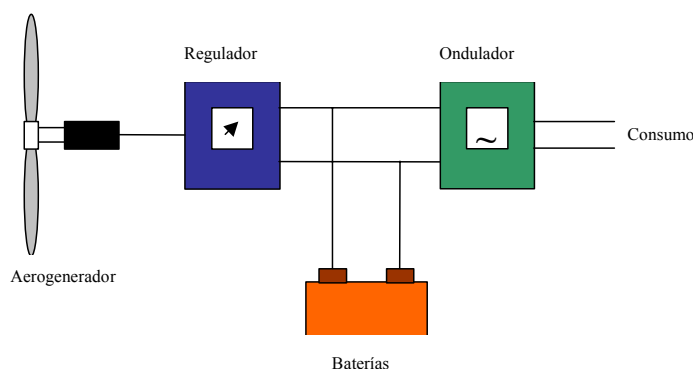 Regulador
Ondulador
~
Consumo
Aerogenerador
Baterías